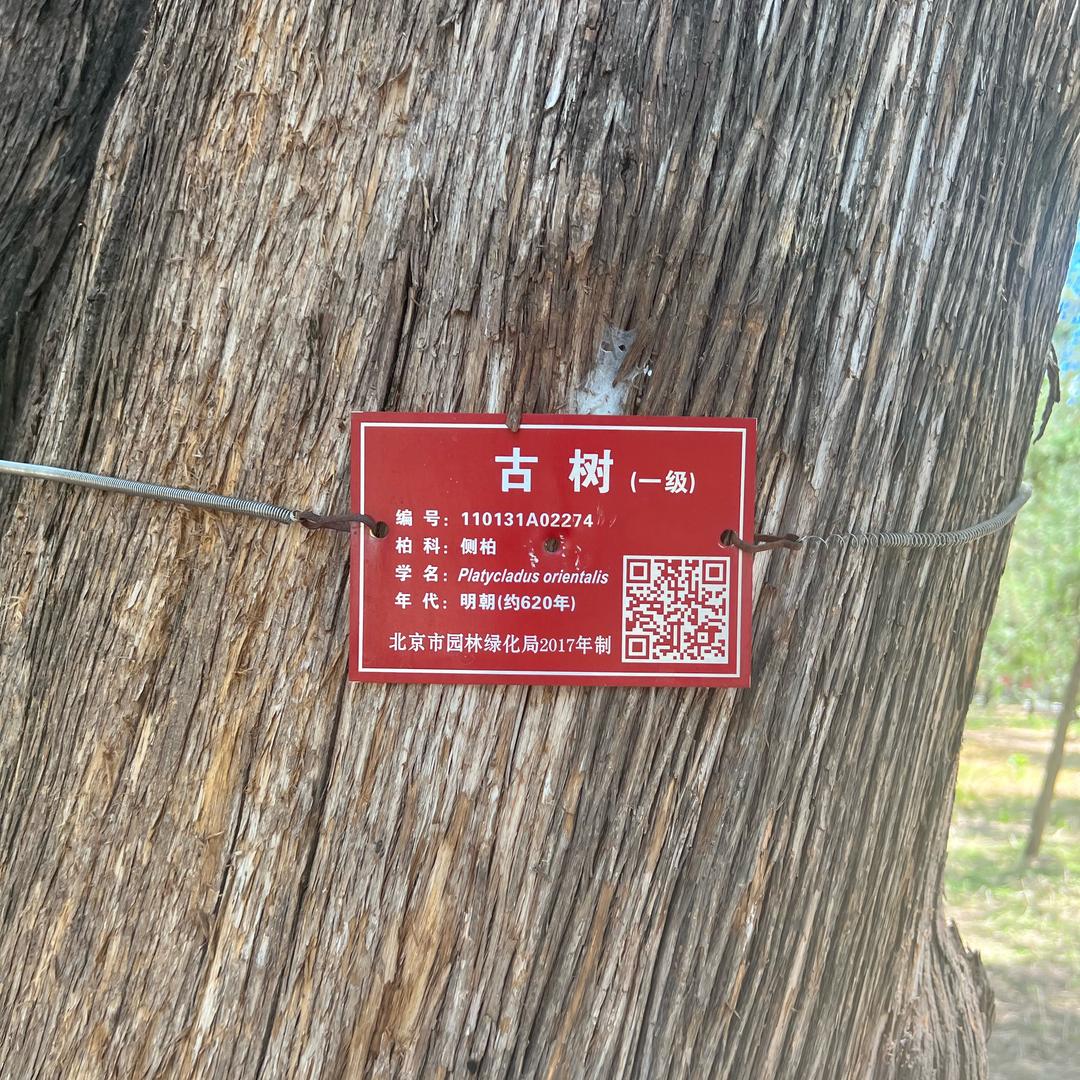 古 树 (一级)
编 号: 110131A02274
柏 科: 侧柏
学 名: Platycladus orientalis
年 代: 明朝(约620年)
北京市园林绿化局2017年制